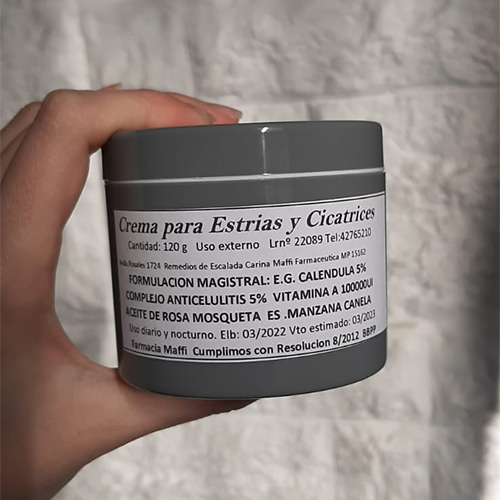 Crema para Estrias y Cicatrices
Cantidad: 120 g Uso externo Lrnº 22089 Tel:42765210
Rosales 1724 Remedios de Escalada Carina Maffi Farmaceutica MP 15162
FORMULACION MAGISTRAL: E.G. CALENDULA 5%
COMPLEJO ANTICELULITIS 5% VITAMINA A 100000UI
ACEITE DE ROSA MOSQUETA ES .MANZANA CANELA
Uso diario y nocturno. Elb: 03/2022 Vto estimado: 03/2023
Farmacia Maffi Cumplimos con Resolucion 8/2012 BBPP